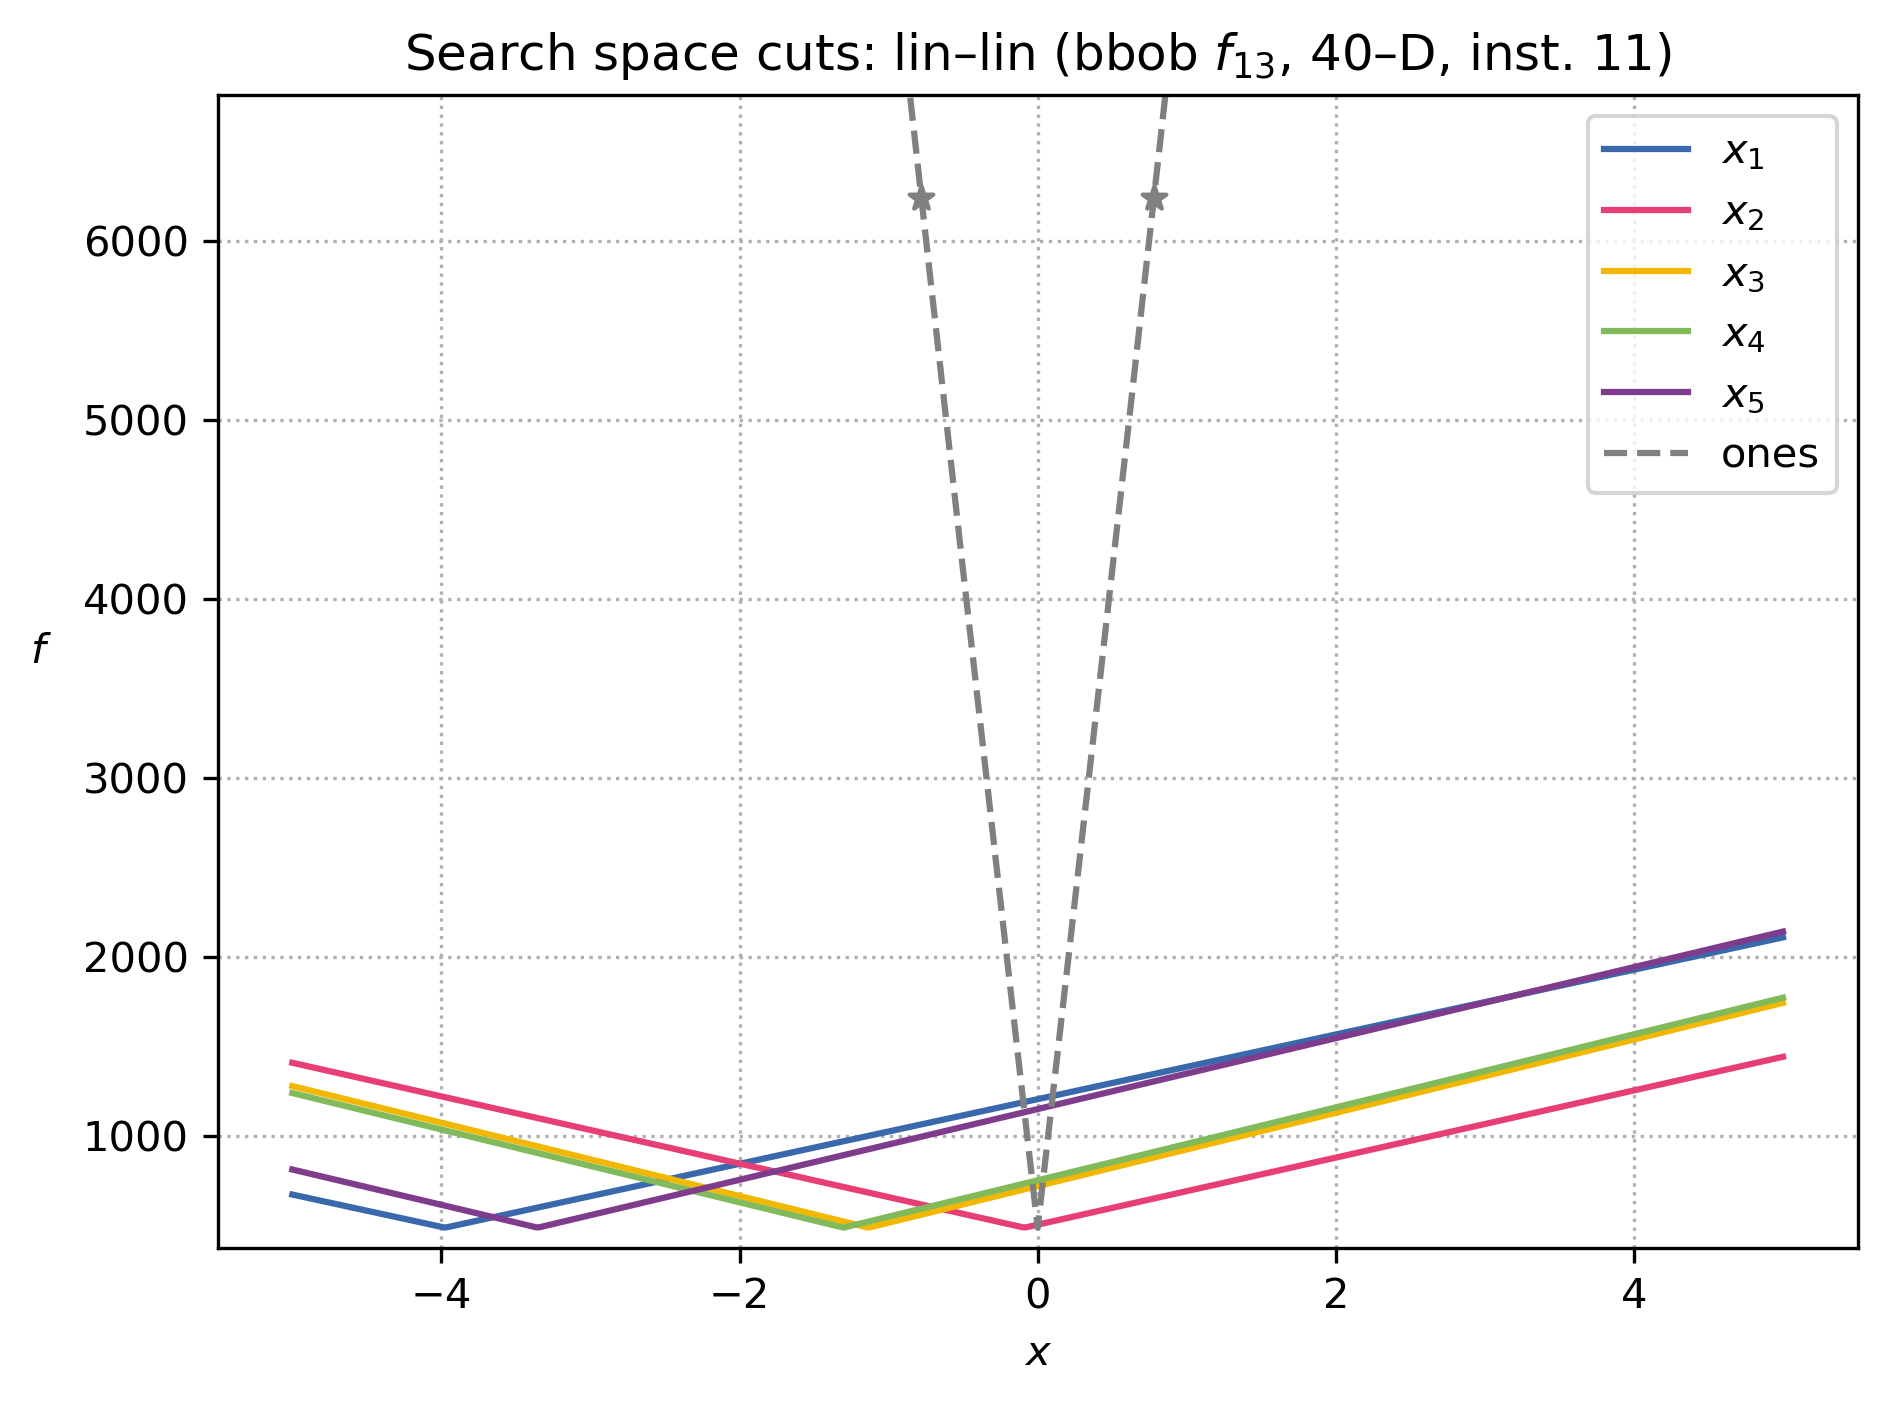 Search space cuts: lin–lin (bbob f₁₃, 40–D, inst. 11)
x₁
x₂
x₃
x₄
x₅
ones
6000
5000
4000
3000
2000
1000
f
−4
−2
0
2
4
x